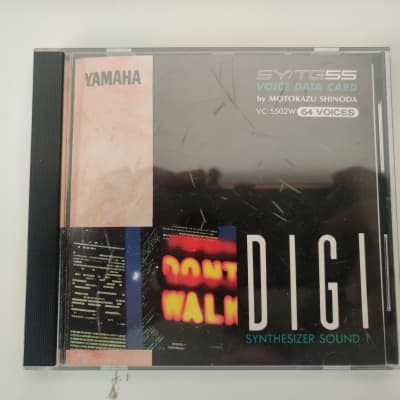 YAMAHA
SY/TG55
VOICE DATA CARD
by MOTOKAZU SHINODA
VC 5502W 64 VOICES
DONT
WALK
DIGI
SYNTHESIZER SOUND 1